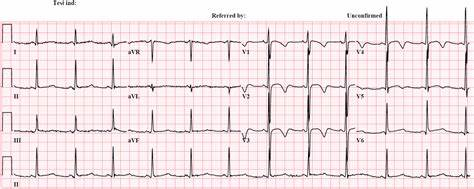 Test ind:
Referred by:
Unconfirmed
I aVR V1 V4
II aVL V2 V5
III aVF V3 V6
II